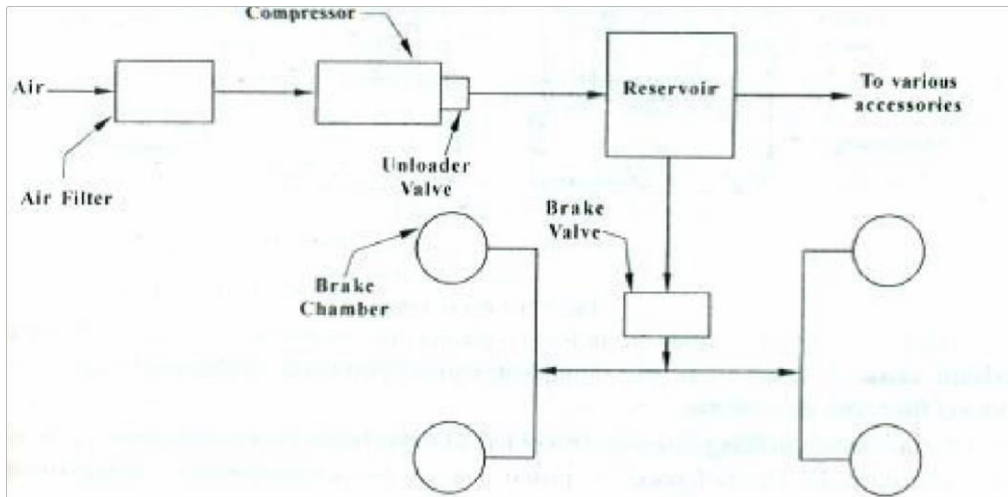 Compressor
Air
Reservoir
To various
accessories
Unloader
Valve
Air Filter
Brake
Valve
Brake
Chamber